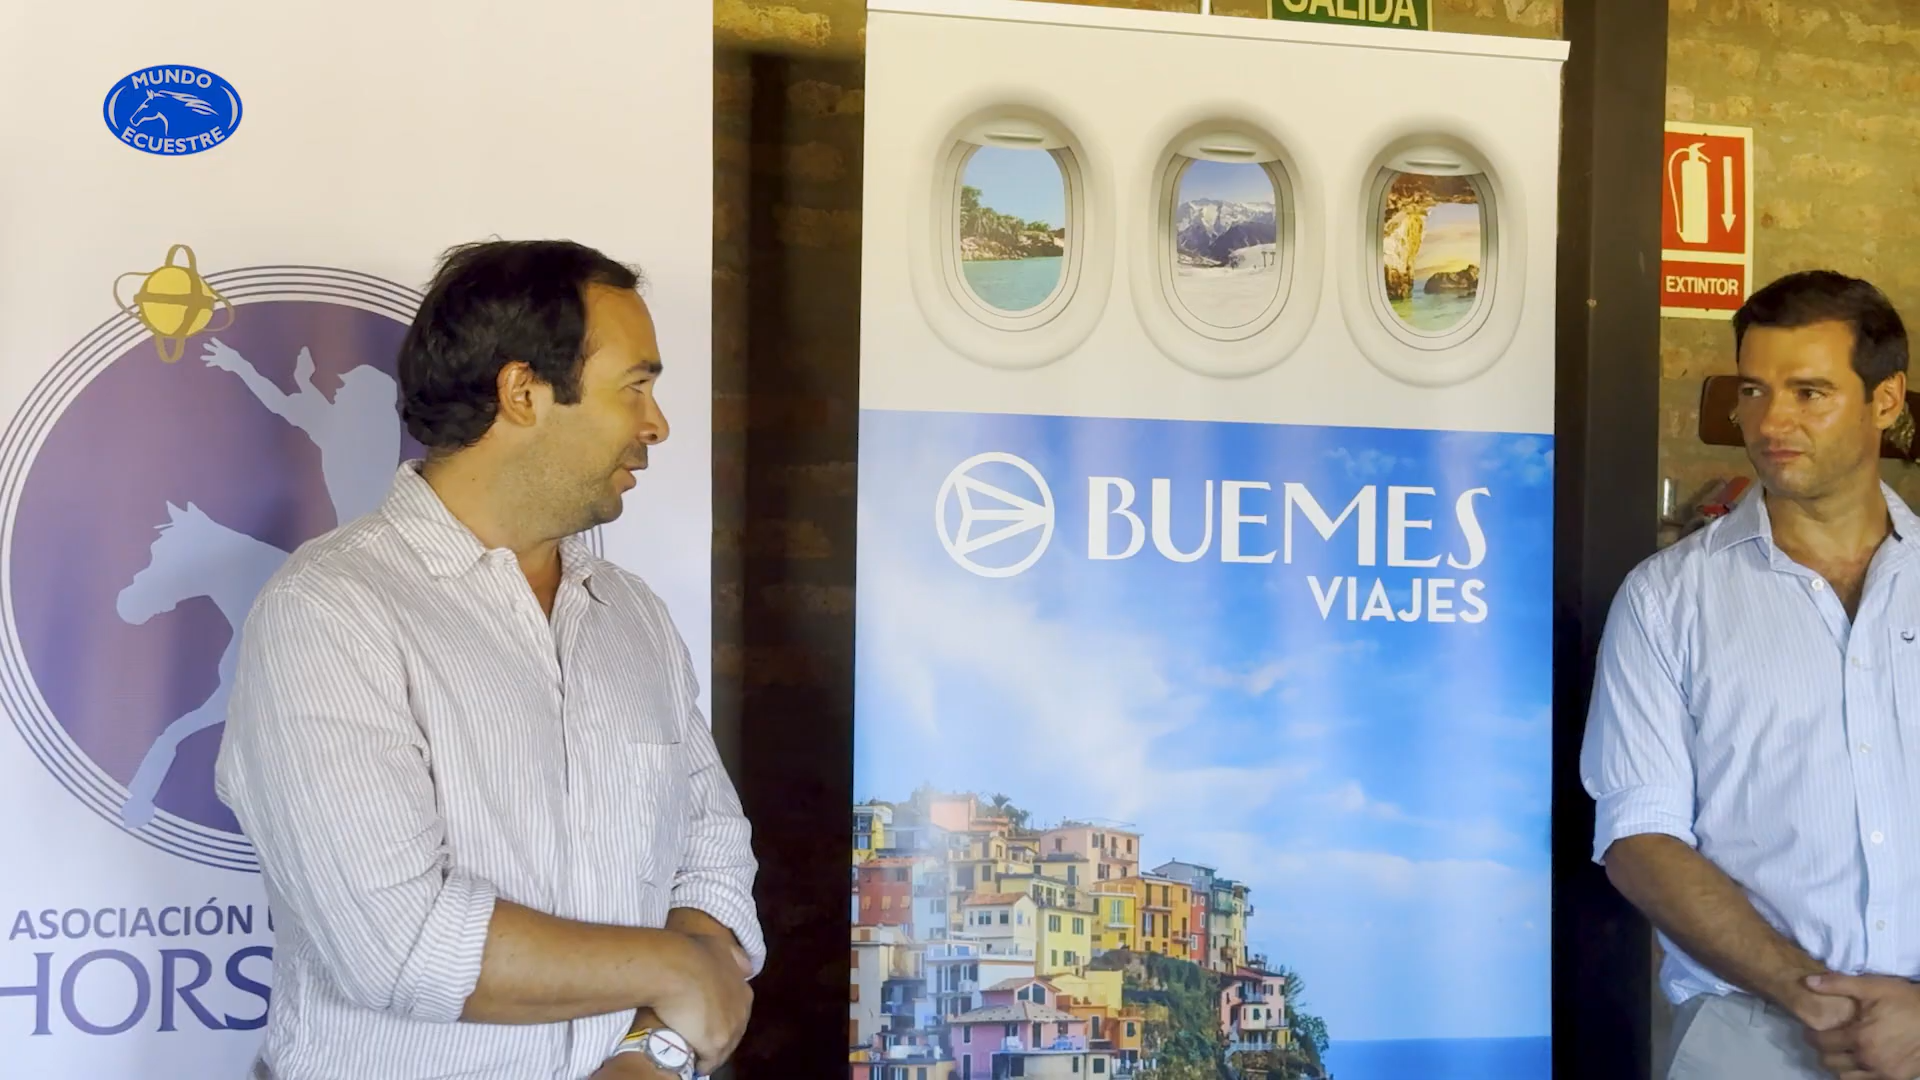 MUNDO
ECUESTRE
SALIDA
EXTINTOR
BUEMES
VIAJES
ASOCIACIÓN
HORS